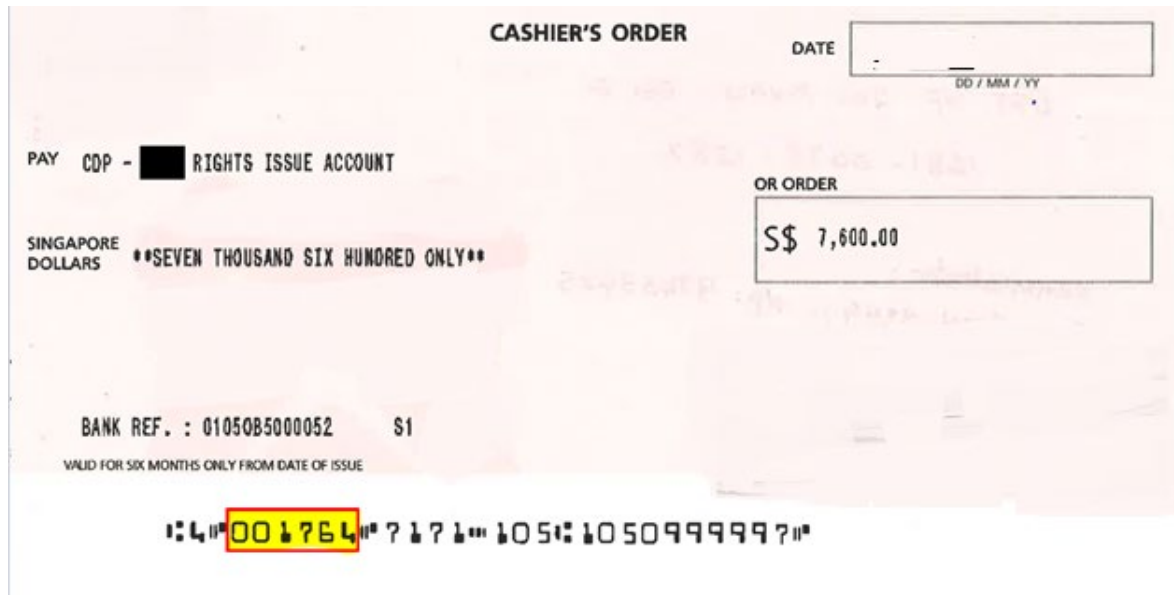 CASHIER'S ORDER
DATE
DD / MM / YY
PAY CDP - RIGHTS ISSUE ACCOUNT
OR ORDER
SINGAPORE DOLLARS **SEVEN THOUSAND SIX HUNDRED ONLY**
S$ 7,600.00
BANK REF. : 01050B5000052 S1
VALID FOR SIX MONTHS ONLY FROM DATE OF ISSUE
⑆4⑈001764⑈7171⑉105⑆1050999997⑈